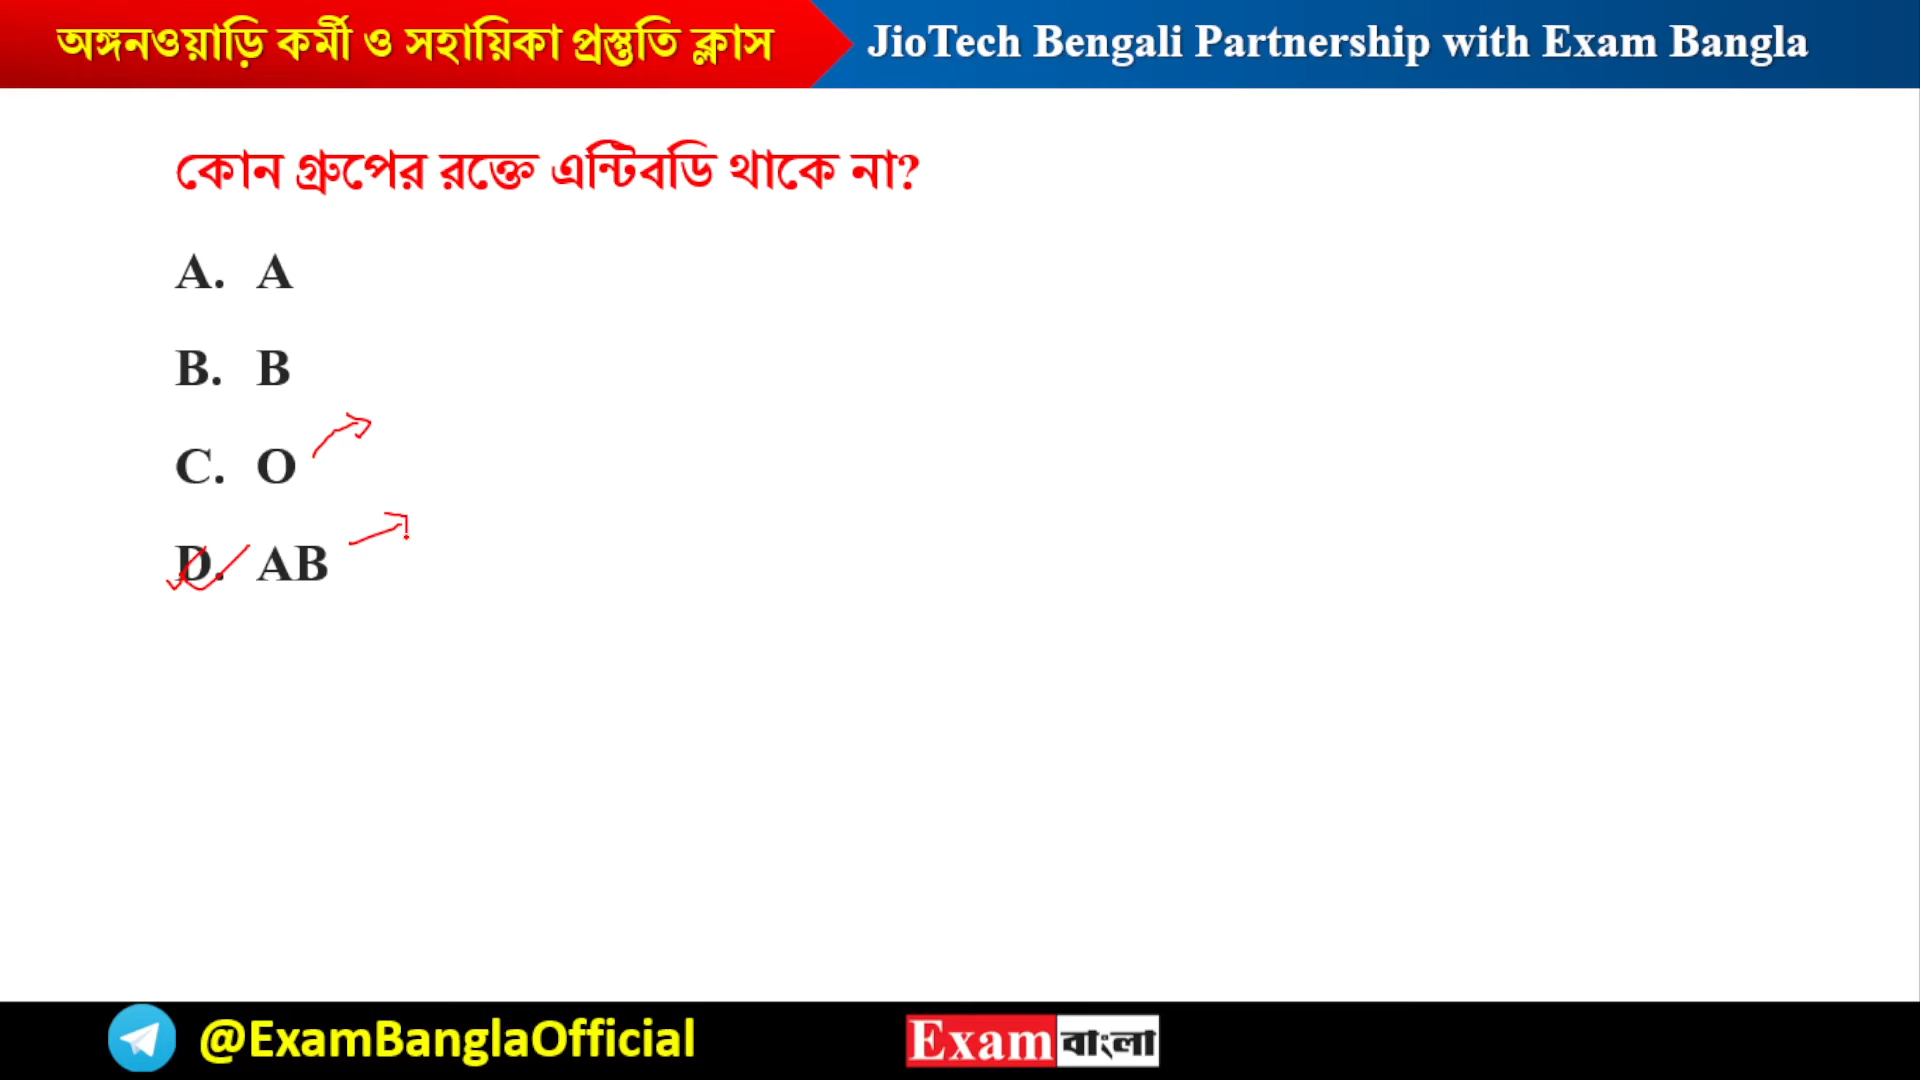 অঙ্গনওয়াড়ি কর্মী ও সহায়িকা প্রস্তুতি ক্লাস
JioTech Bengali Partnership with Exam Bangla
কোন গ্রুপের রক্তে এন্টিবডি থাকে না?
A. A
B. B
C. O
D. AB
@ExamBanglaOfficial
Exam বাংলা